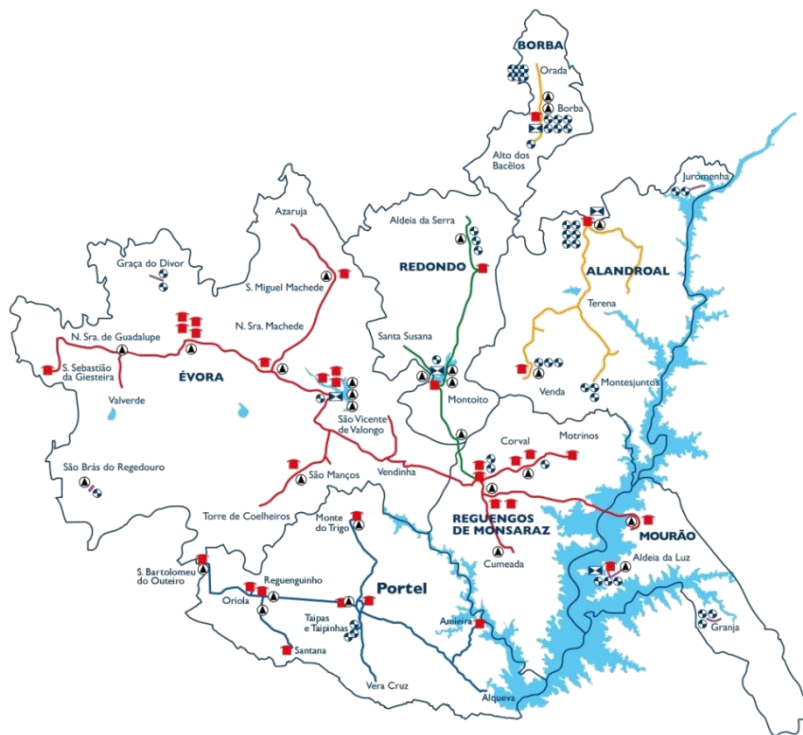 BORBA
Orada
Borba
Alto dos
Bacêlos
Juromenha
Azaruja
Aldeia da Serra
Graça do Divor
REDONDO
ALANDROAL
S. Miguel Machede
Terena
N. Sra. Machede
N. Sra. de Guadalupe
Santa Susana
S. Sebastião
da Giesteira
ÉVORA
Valverde
Montoito
Venda
Montesjuntos
São Vicente
de Valongo
Corval
Motrinos
São Brás do Regedouro
São Manços
Vendinha
Torre de Coelheiros
Monte
do Trigo
REGUENGOS
DE MONSARAZ
MOURÃO
Cumeada
Aldeia da Luz
S. Bartolomeu
do Outeiro
Reguenguinho
Portel
Oriola
Taipas
e Taipinhas
Amieira
Granja
Santana
Vera Cruz
Alqueva